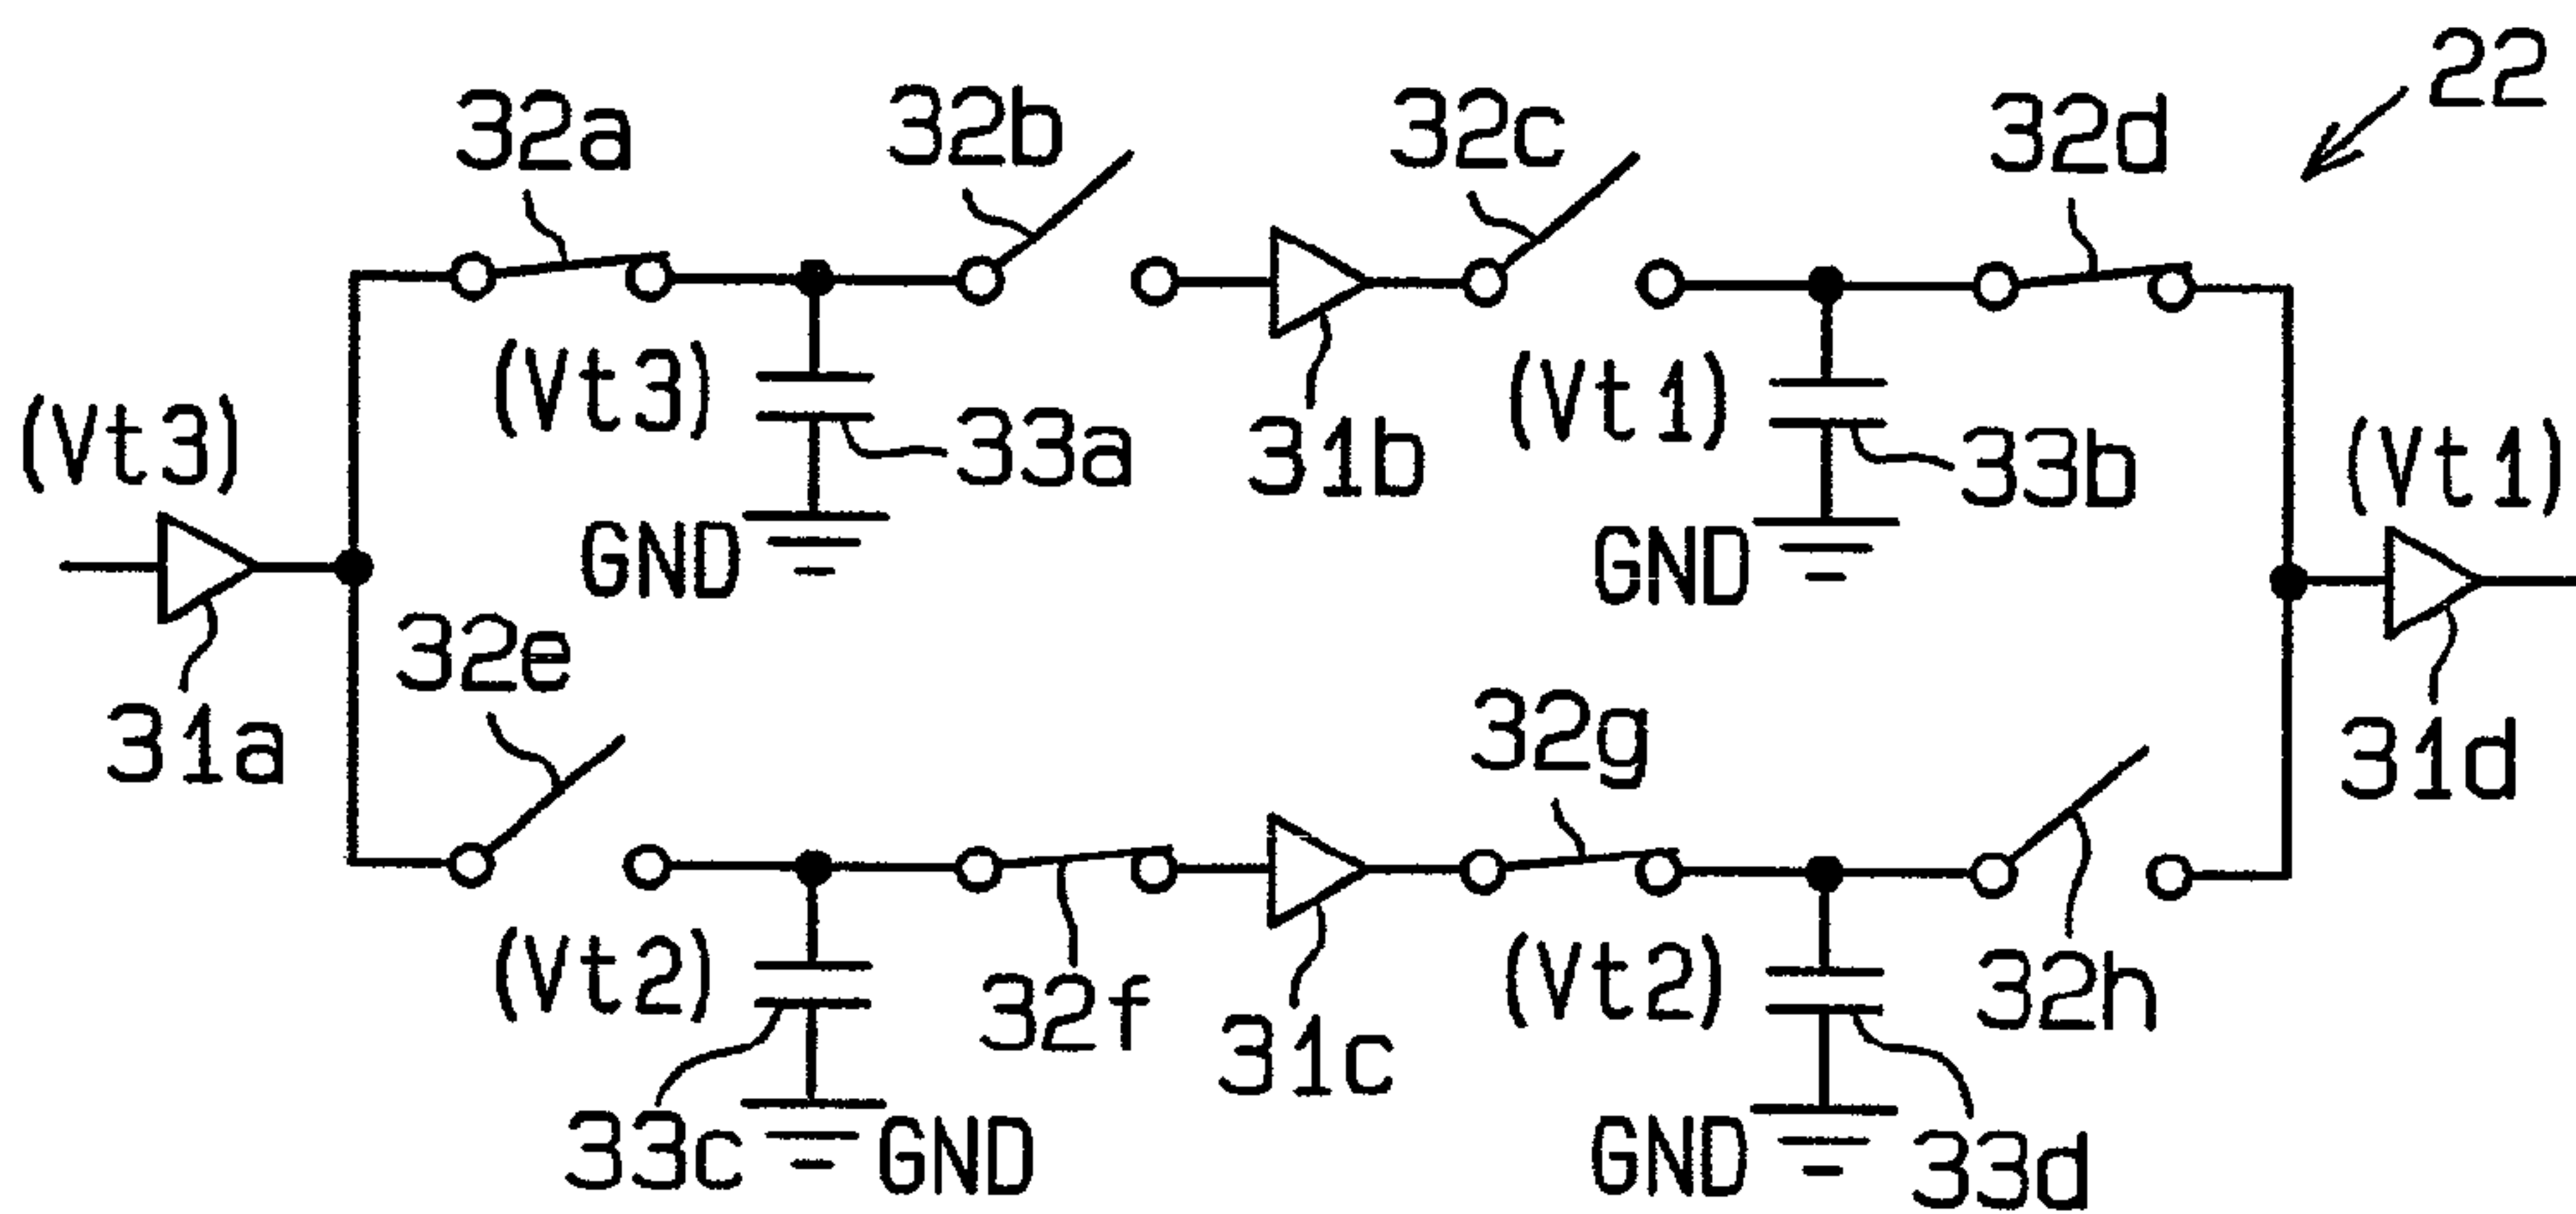 22
32a
32b
32c
32d
(Vt3)
33a
31b
(Vt1)
33b
(Vt3)
GND
GND
(Vt1)
31a
32e
32g
31d
(Vt2)
32f
31c
(Vt2)
32h
33c
GND
GND
33d